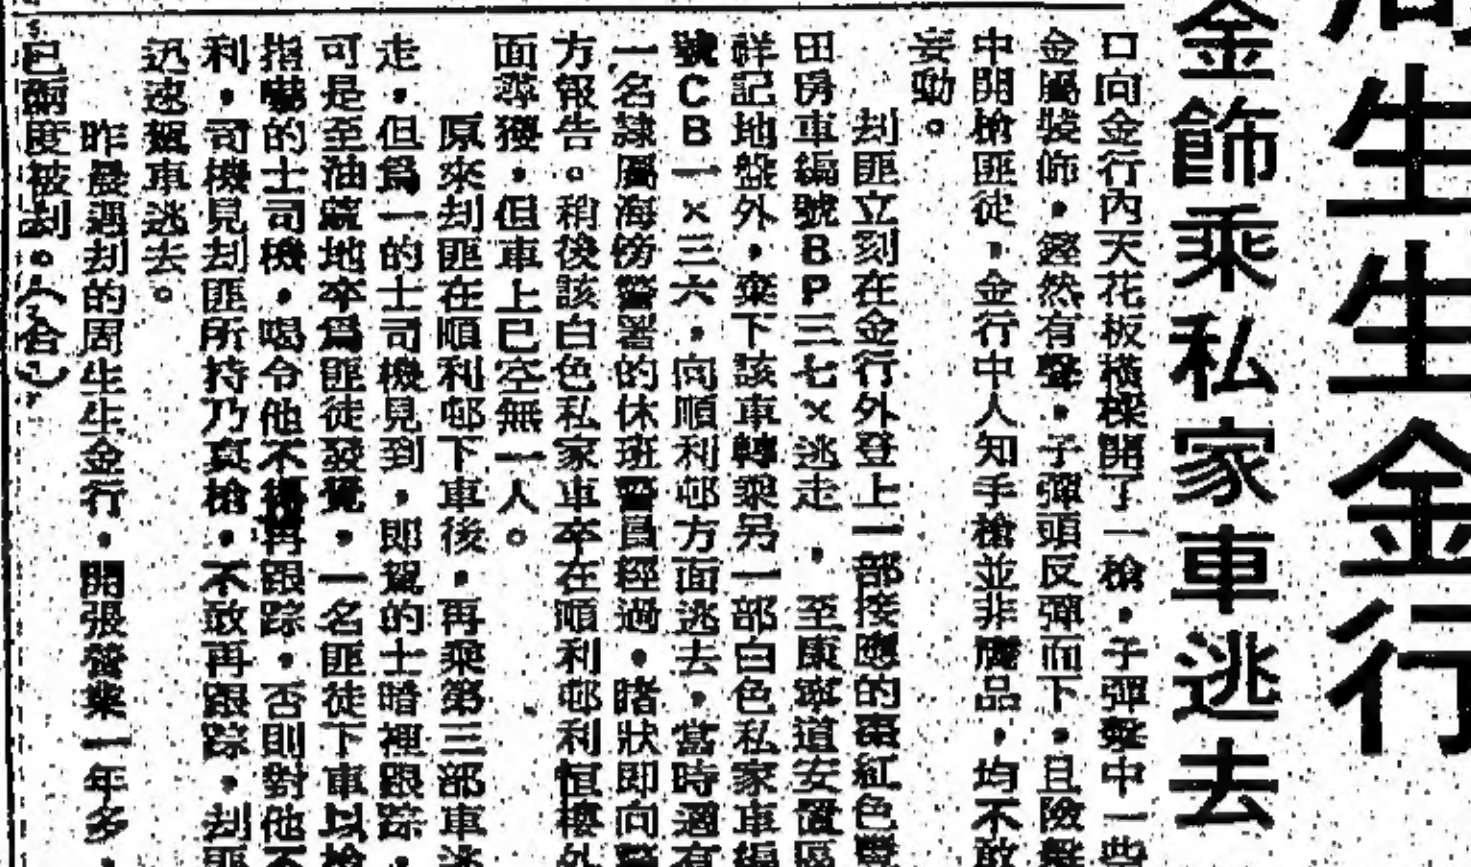 生生金行
金飾乘私家車逃去
口向金行內天花板橫樑開了一槍，子彈擊中一些
金屬裝飾，鏗然有聲，子彈頭反彈而下，且險擊
中開槍匪徒，金行中人知手槍並非贋品，均不敢
妄動。
刦匪立刻在金行外登上一部接應的棗紅色豐
田房車編號ＢＰ三七×逃走，至康寧道安置區
祥記地盤外，棄下該車轉乘另一部白色私家車編
號ＣＢ一×三六，向順利邨方面逃去，當時適有
一名隸屬海傍警署的休班警員經過，睹狀即向警
方報告。稍後該白色私家車卒在順利邨利恒樓外
面尋獲，但車上已空無一人。
原來刦匪在順利邨下車後，再乘第三部車逃
走，但爲一的士司機見到，即駕的士暗裡跟踪，
可是至油蔴地卒爲匪徒發覺，一名匪徒下車以槍
指嚇的士司機，喝令他不得再跟踪，否則對他不
利，司機見刦匪所持乃真槍，不敢再跟踪，刦匪
迅速駕車逃去。
昨晨遇刦的周生生金行，開張營業一年多，
已兩度被刦。（合）